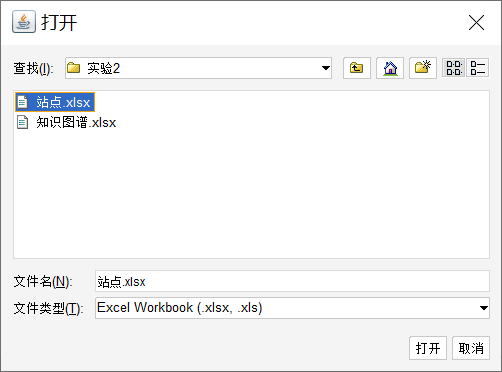 打开
查找(I): 实验2
站点.xlsx
知识图谱.xlsx
文件名(N): 站点.xlsx
文件类型(T): Excel Workbook (.xlsx, .xls)
打开 取消